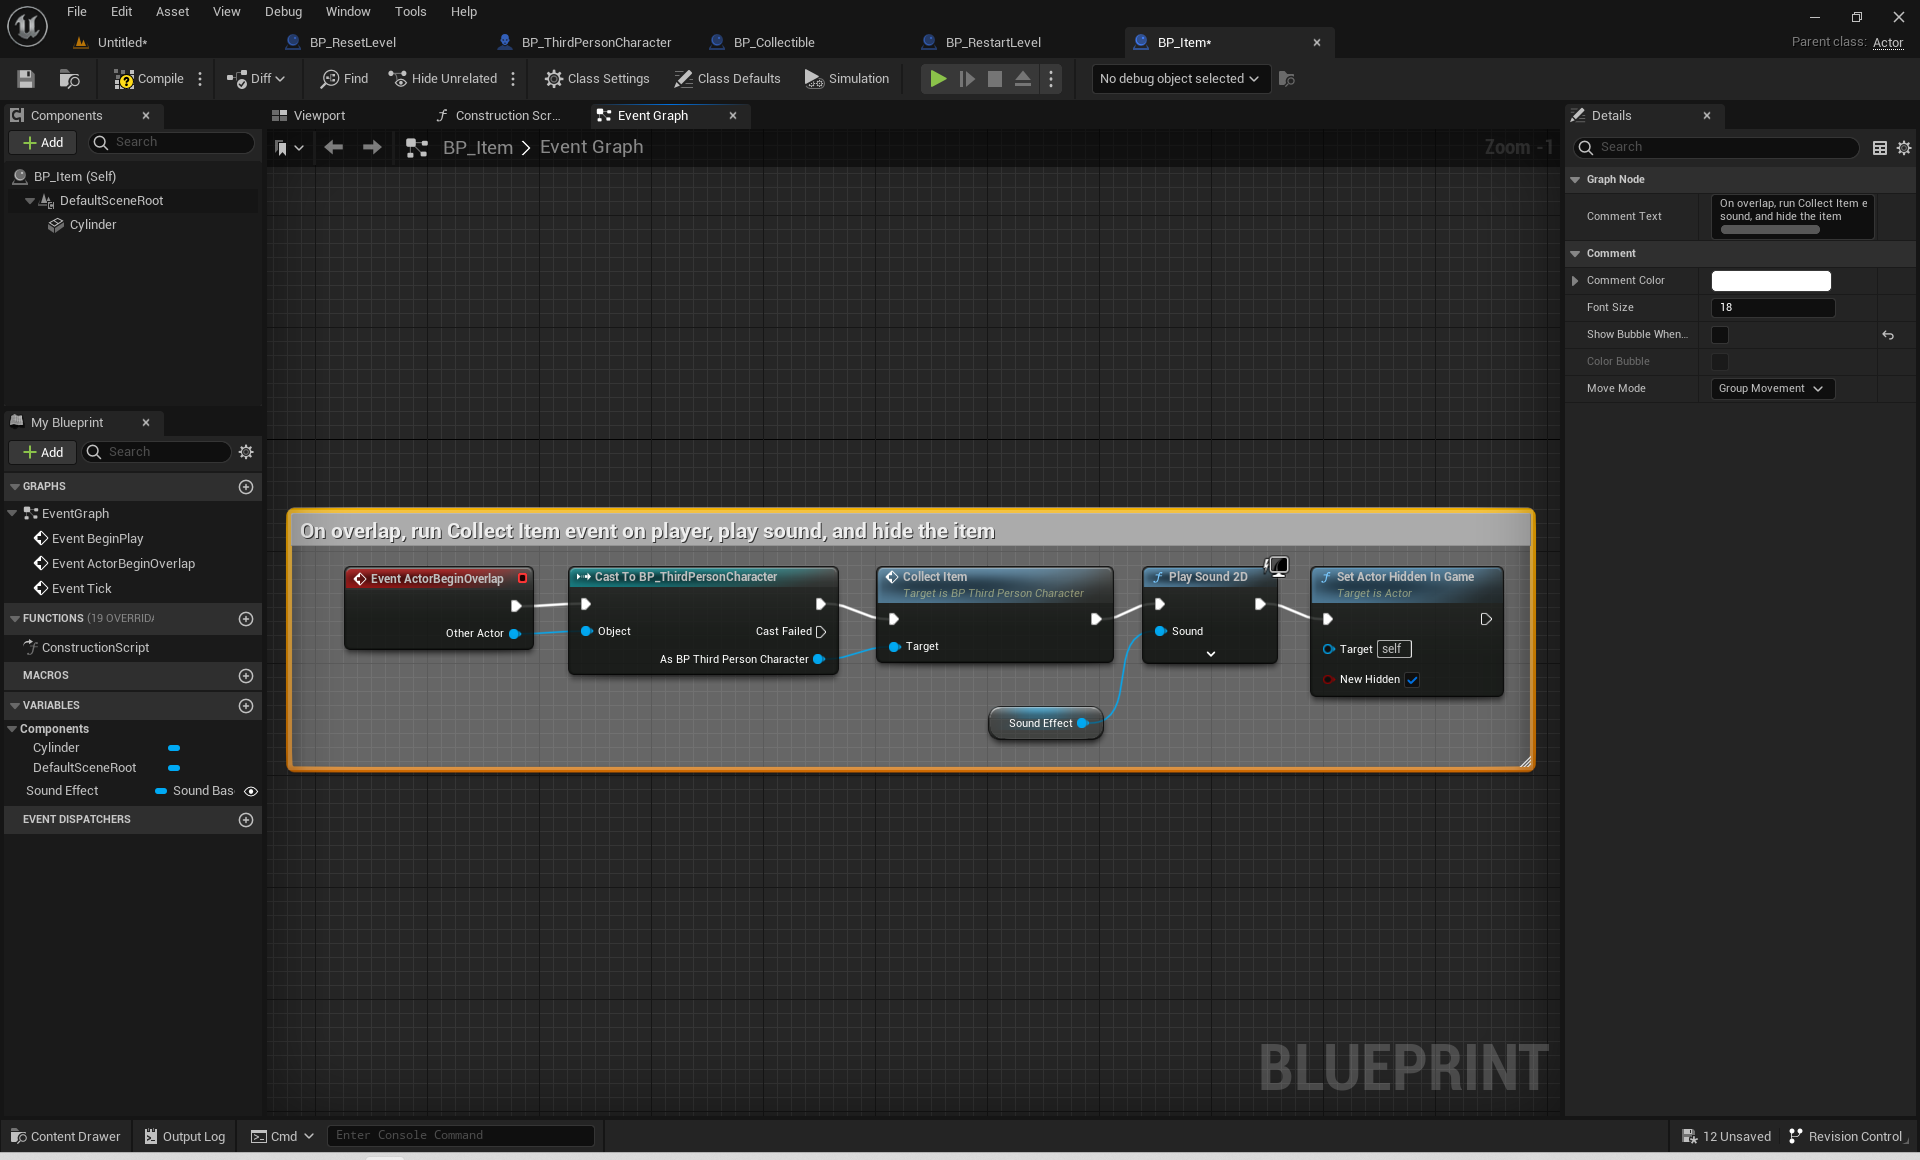 File Edit Asset View Debug Window Tools Help
Untitled* BP_ResetLevel BP_ThirdPersonCharacter BP_Collectible BP_RestartLevel BP_Item*
Parent class: Actor
Compile Diff Find Hide Unrelated Class Settings Class Defaults Simulation No debug object selected
Components
Add Search
BP_Item (Self)
DefaultSceneRoot
Cylinder
My Blueprint
Add Search
GRAPHS
EventGraph
Event BeginPlay
Event ActorBeginOverlap
Event Tick
FUNCTIONS (19 OVERRID
ConstructionScript
MACROS
VARIABLES
Components
Cylinder
DefaultSceneRoot
Sound Effect Sound Bas
EVENT DISPATCHERS
Viewport Construction Scr... Event Graph
BP_Item > Event Graph
Zoom -1
On overlap, run Collect Item event on player, play sound, and hide the item
Event ActorBeginOverlap
Other Actor
Cast To BP_ThirdPersonCharacter
Object Cast Failed
As BP Third Person Character
Collect Item
Target is BP Third Person Character
Target
Play Sound 2D
Sound
Sound Effect
Set Actor Hidden In Game
Target is Actor
Target self
New Hidden
BLUEPRINT
Details
Search
Graph Node
Comment Text
On overlap, run Collect Item e
sound, and hide the item
Comment
Comment Color
Font Size 18
Show Bubble When...
Color Bubble
Move Mode Group Movement
Content Drawer Output Log Cmd Enter Console Command
12 Unsaved Revision Control